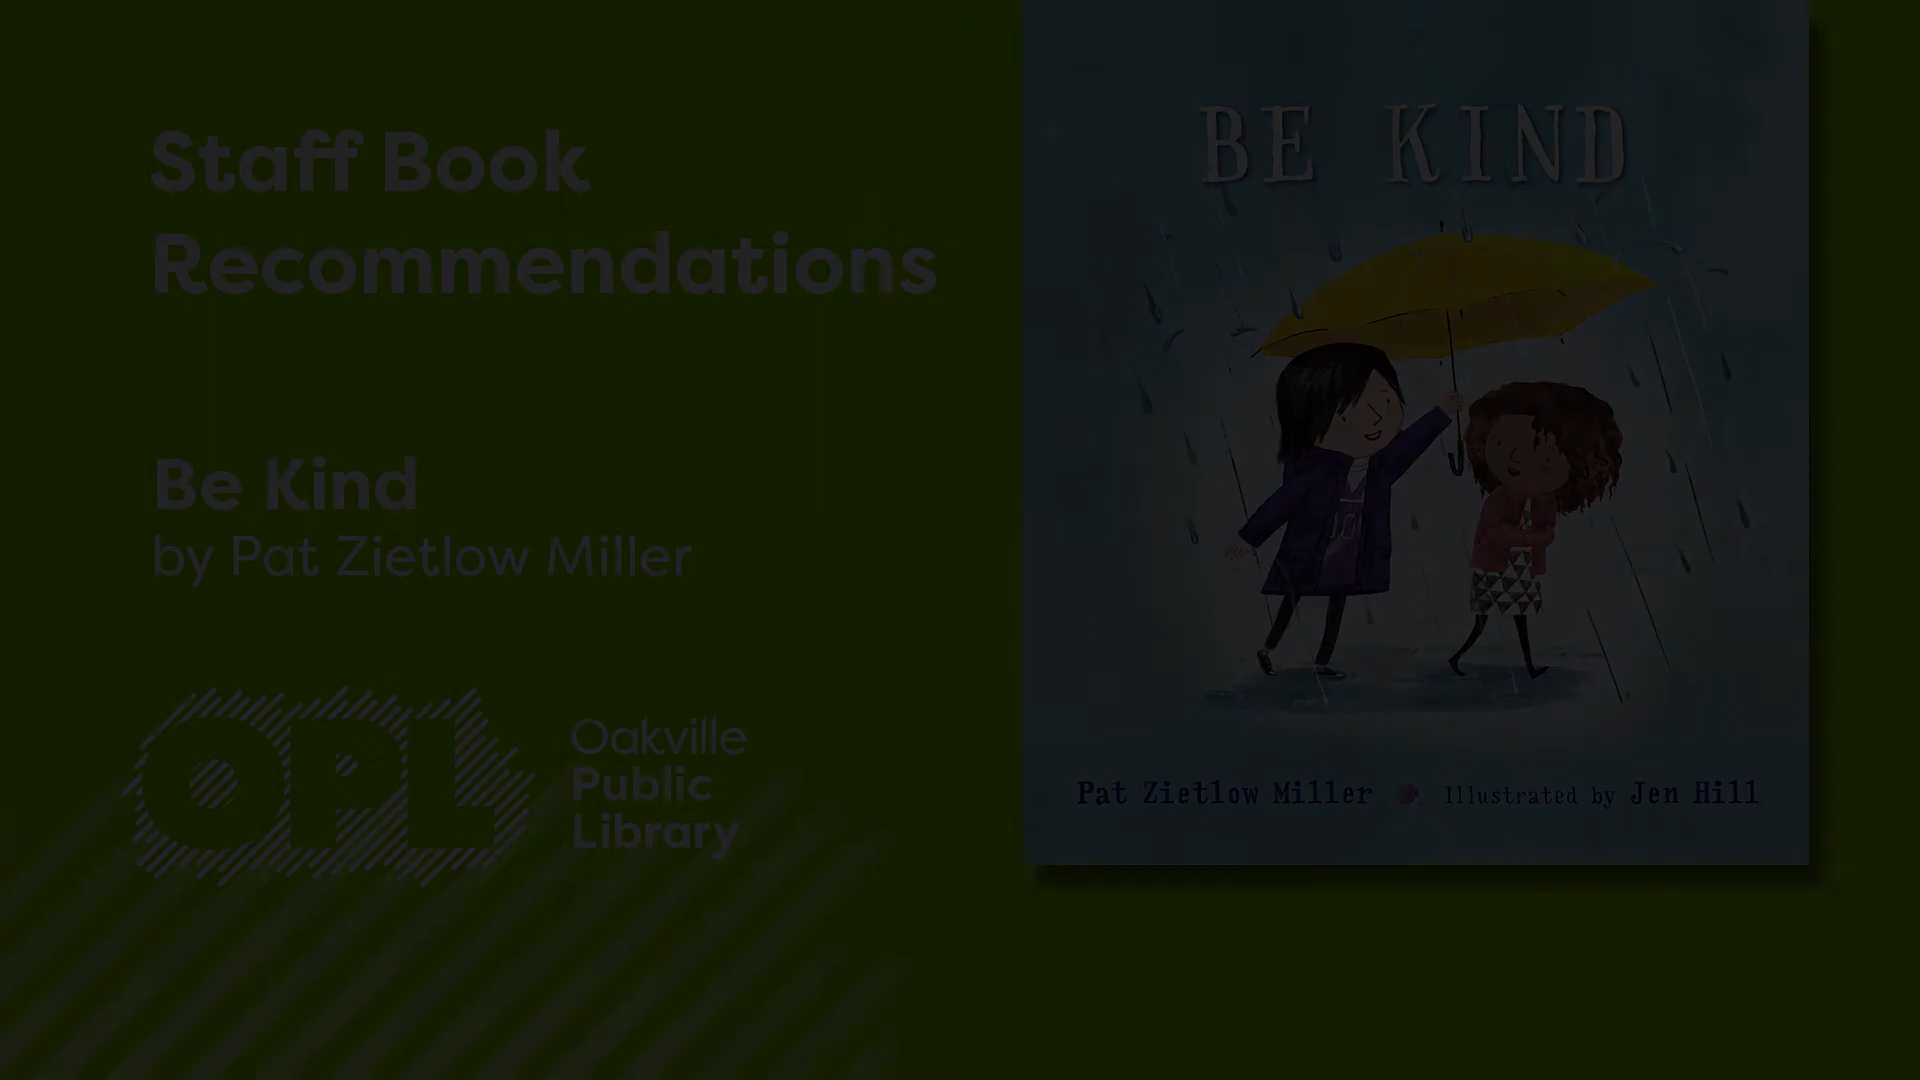 Staff Book
Recommendations
Be Kind
by Pat Zietlow Miller
OPL
Oakville
Public
Library
BE KIND
Pat Zietlow Miller Illustrated by Jen Hill